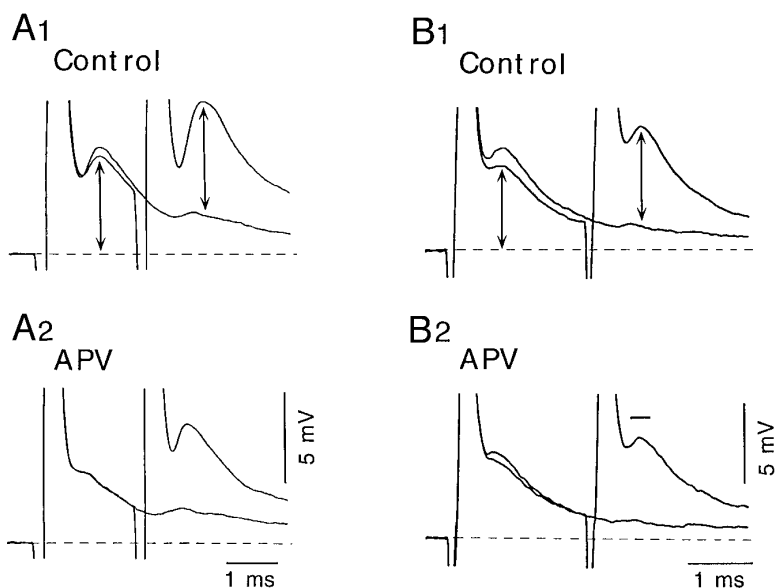 A1
Control
B1
Control
A2
APV
5 mV
1 ms
B2
APV
5 mV
1 ms